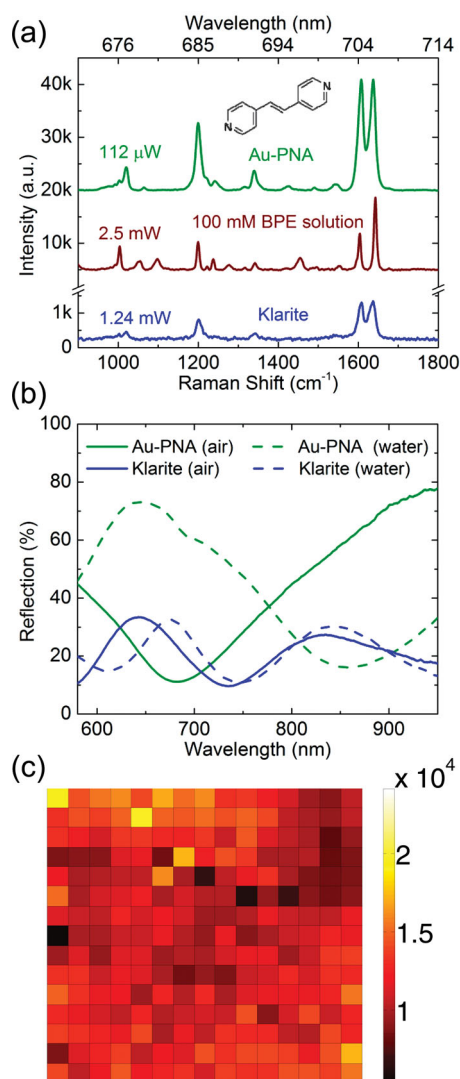 (a)
Wavelength (nm)
676 685 694 704 714
40k
30k
20k
10k
1k
0
Intensity (a.u.)
N
N
112 μW
Au-PNA
2.5 mW
100 mM BPE solution
1.24 mW
Klarite
1000 1200 1400 1600 1800
Raman Shift (cm⁻¹)
(b)
100
80
60
40
20
0
Reflection (%)
Au-PNA (air)
Au-PNA (water)
Klarite (air)
Klarite (water)
600 700 800 900
Wavelength (nm)
(c)
x 10⁴
2
1.5
1